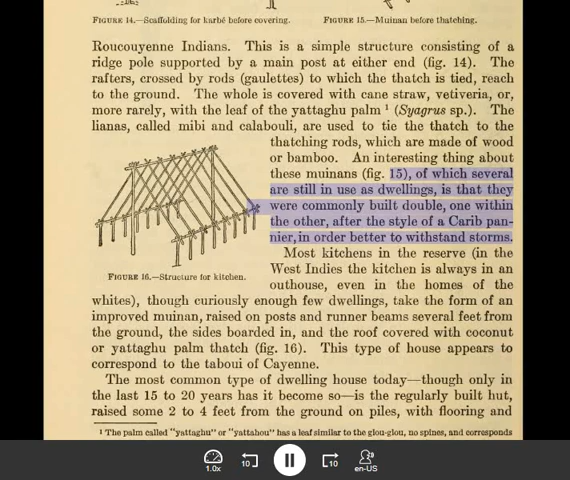 FIGURE 14.—Scaffolding for karbé before covering.
FIGURE 15.—Muinan before thatching.
Roucouyenne Indians. This is a simple structure consisting of a
ridge pole supported by a main post at either end (fig. 14). The
rafters, crossed by rods (gaulettes) to which the thatch is tied, reach
to the ground. The whole is covered with cane straw, vetiveria, or,
more rarely, with the leaf of the yattaghu palm ¹ (Syagrus sp.). The
lianas, called mibi and calabouli, are used to tie the thatch to the
thatching rods, which are made of wood
or bamboo. An interesting thing about
these muinans (fig. 15), of which several
are still in use as dwellings, is that they
were commonly built double, one within
the other, after the style of a Carib pan-
nier, in order better to withstand storms.
Most kitchens in the reserve (in the
West Indies the kitchen is always in an
outhouse, even in the homes of the
FIGURE 16.—Structure for kitchen.
whites), though curiously enough few dwellings, take the form of an
improved muinan, raised on posts and runner beams several feet from
the ground, the sides boarded in, and the roof covered with coconut
or yattaghu palm thatch (fig. 16). This type of house appears to
correspond to the taboui of Cayenne.
The most common type of dwelling house today—though only in
the last 15 to 20 years has it become so—is the regularly built hut,
raised some 2 to 4 feet from the ground on piles, with flooring and
¹ The palm called "yattaghu" or "yattahou" has a leaf similar to the glou-glou, no spines, and corresponds
1.0x
10
10
en-US